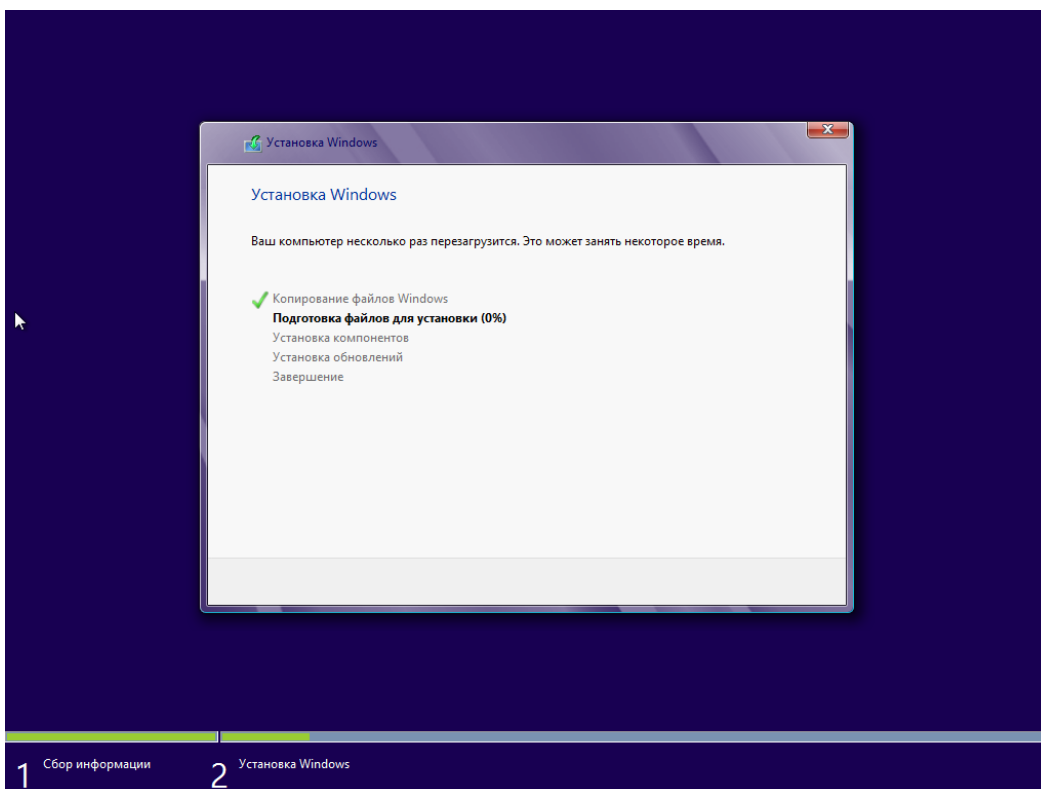 Установка Windows
Установка Windows
Ваш компьютер несколько раз перезагрузится. Это может занять некоторое время.
Копирование файлов Windows
Подготовка файлов для установки (0%)
Установка компонентов
Установка обновлений
Завершение
1 Сбор информации
2 Установка Windows